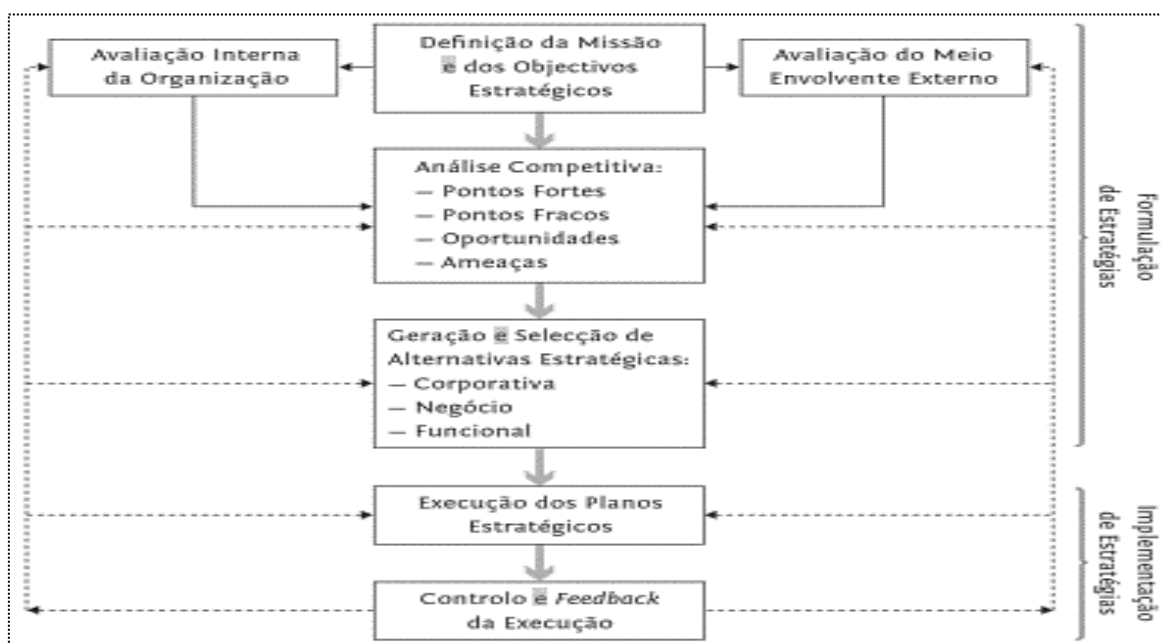 Avaliação Interna
da Organização
Definição da Missão
e dos Objectivos
Estratégicos
Avaliação do Meio
Envolvente Externo
Análise Competitiva:
— Pontos Fortes
— Pontos Fracos
— Oportunidades
— Ameaças
Geração e Selecção de
Alternativas Estratégicas:
— Corporativa
— Negócio
— Funcional
Formulação
de Estratégias
Execução dos Planos
Estratégicos
Controlo e Feedback
da Execução
Implementação
de Estratégias